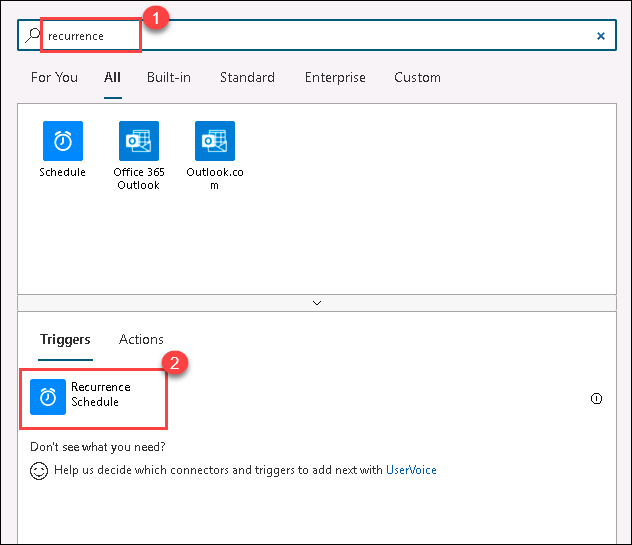 1
recurrence
For You All Built-in Standard Enterprise Custom
Schedule Office 365 Outlook.co
Outlook m
Triggers Actions
2
Recurrence
Schedule
Don't see what you need?
Help us decide which connectors and triggers to add next with UserVoice